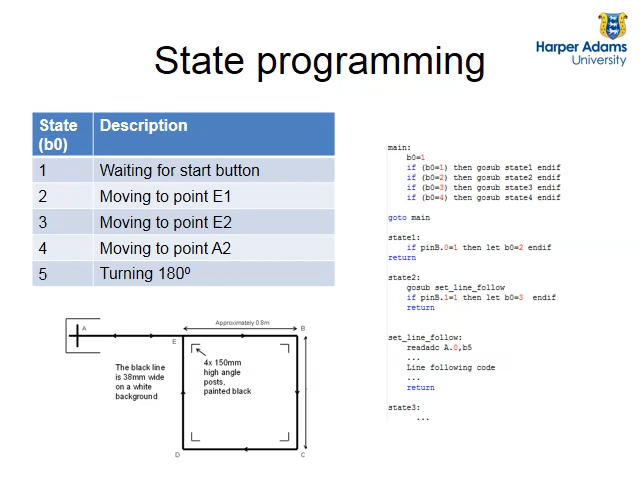 State programming
Harper Adams
University
State
(b0)
Description
1 Waiting for start button
2 Moving to point E1
3 Moving to point E2
4 Moving to point A2
5 Turning 180º
main:
b0=1
if (b0=1) then gosub state1 endif
if (b0=2) then gosub state2 endif
if (b0=3) then gosub state3 endif
if (b0=4) then gosub state4 endif
goto main
state1:
if pinB.0=1 then let b0=2 endif
return
state2:
gosub set_line_follow
if pinB.1=1 then let b0=3 endif
return
set_line_follow:
readadc A.0,b5
...
Line following code
...
return
state3:
...
A
Approximately 0.8m
B
E
The black line
is 38mm wide
on a white
background
4x 150mm
high angle
posts,
painted black
D
C